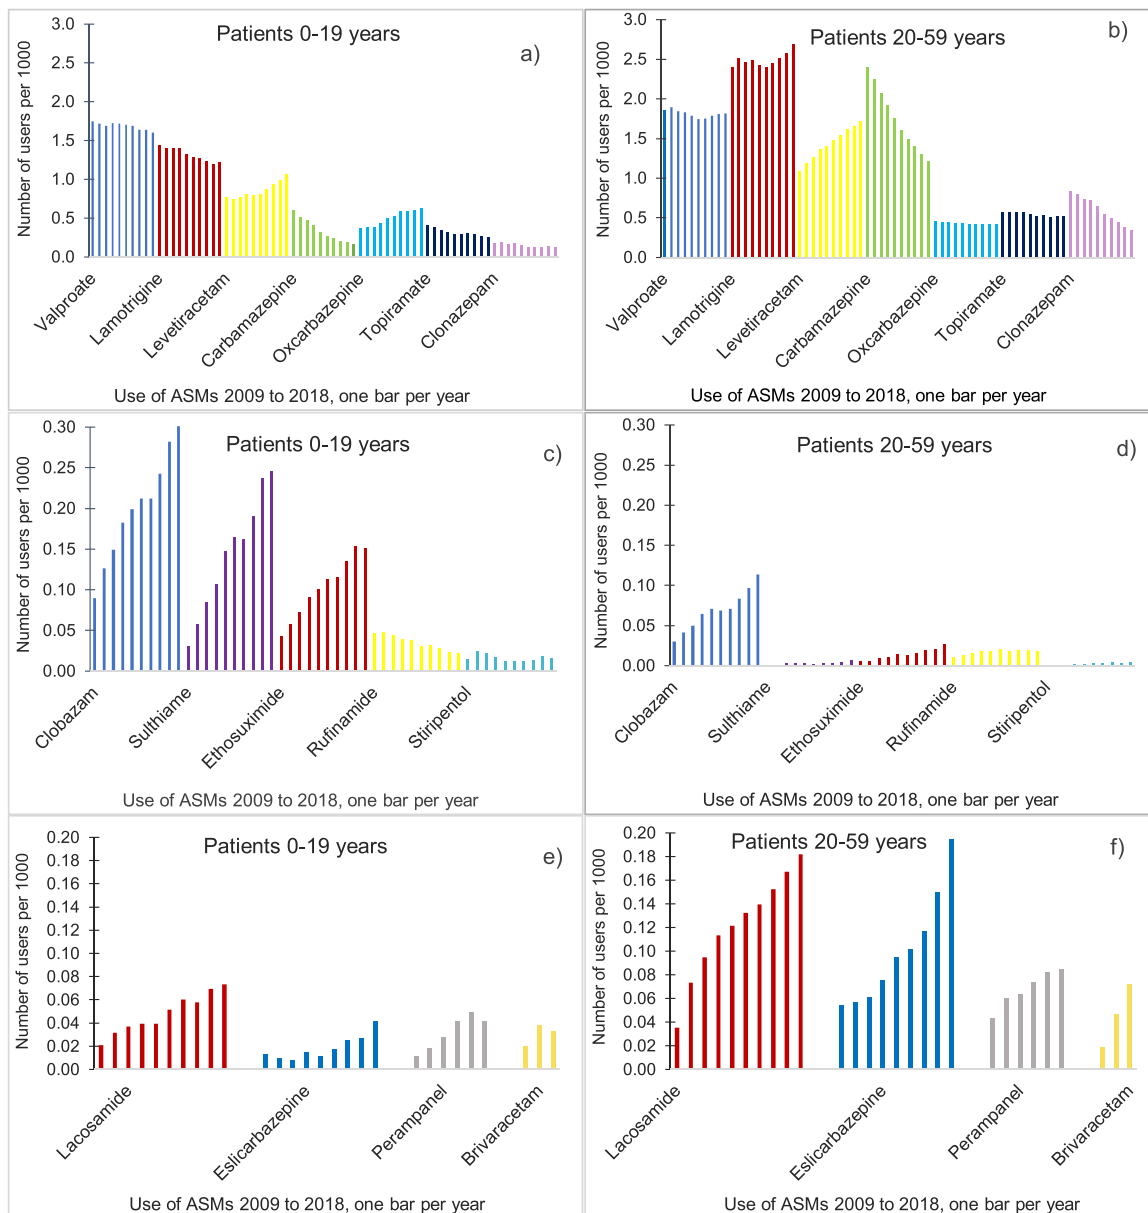 Patients 0-19 years
a)
Number of users per 1000
3.0
2.5
2.0
1.5
1.0
0.5
0.0
Valproate
Lamotrigine
Levetiracetam
Carbamazepine
Oxcarbazepine
Topiramate
Clonazepam
Use of ASMs 2009 to 2018, one bar per year
Patients 20-59 years
b)
Number of users per 1000
3.0
2.5
2.0
1.5
1.0
0.5
0.0
Valproate
Lamotrigine
Levetiracetam
Carbamazepine
Oxcarbazepine
Topiramate
Clonazepam
Use of ASMs 2009 to 2018, one bar per year
Patients 0-19 years
c)
Number of users per 1000
0.30
0.25
0.20
0.15
0.10
0.05
0.00
Clobazam
Sulthiame
Ethosuximide
Rufinamide
Stiripentol
Use of ASMs 2009 to 2018, one bar per year
Patients 20-59 years
d)
Number of users per 1000
0.30
0.25
0.20
0.15
0.10
0.05
0.00
Clobazam
Sulthiame
Ethosuximide
Rufinamide
Stiripentol
Use of ASMs 2009 to 2018, one bar per year
Patients 0-19 years
e)
Number of users per 1000
0.20
0.18
0.16
0.14
0.12
0.10
0.08
0.06
0.04
0.02
0.00
Lacosamide
Eslicarbazepine
Perampanel
Brivaracetam
Use of ASMs 2009 to 2018, one bar per year
Patients 20-59 years
f)
Number of users per 1000
0.20
0.18
0.16
0.14
0.12
0.10
0.08
0.06
0.04
0.02
0.00
Lacosamide
Eslicarbazepine
Perampanel
Brivaracetam
Use of ASMs 2009 to 2018, one bar per year